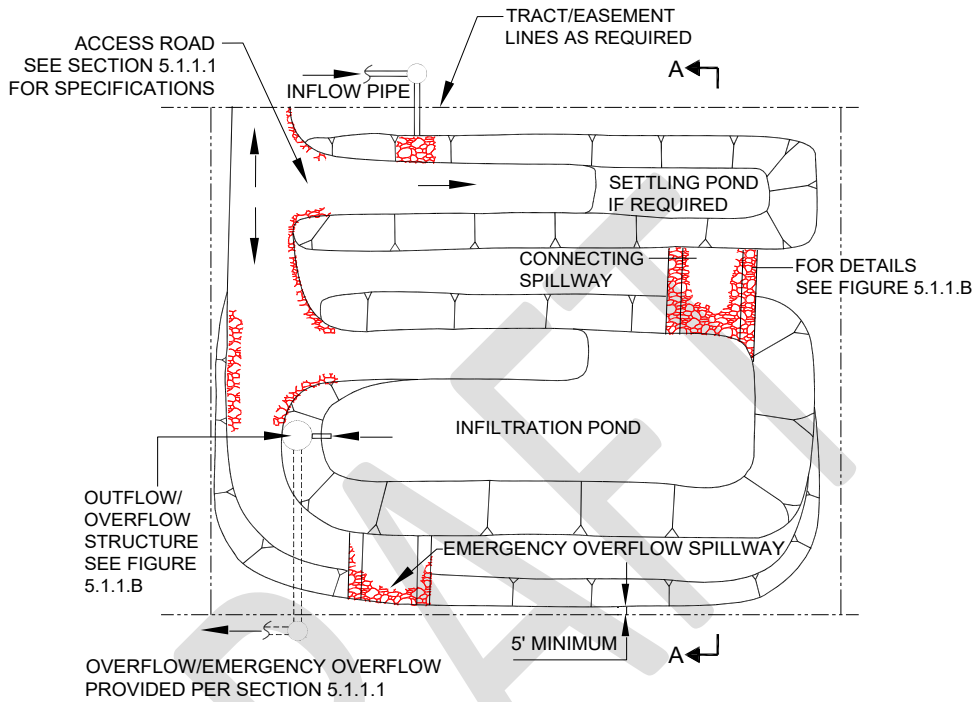 TRACT/EASEMENT
LINES AS REQUIRED
ACCESS ROAD
SEE SECTION 5.1.1.1
FOR SPECIFICATIONS
INFLOW PIPE
A
SETTLING POND
IF REQUIRED
CONNECTING
SPILLWAY
FOR DETAILS
SEE FIGURE 5.1.1.B
INFILTRATION POND
OUTFLOW/
OVERFLOW
STRUCTURE
SEE FIGURE
5.1.1.B
EMERGENCY OVERFLOW SPILLWAY
5' MINIMUM
A
OVERFLOW/EMERGENCY OVERFLOW
PROVIDED PER SECTION 5.1.1.1
DRAFT